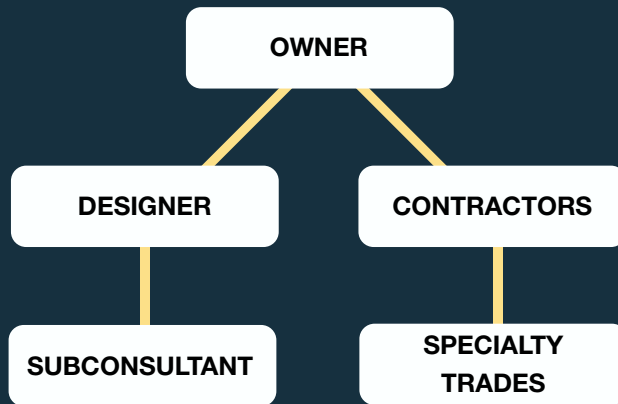 OWNER
DESIGNER
CONTRACTORS
SUBCONSULTANT
SPECIALTY
TRADES